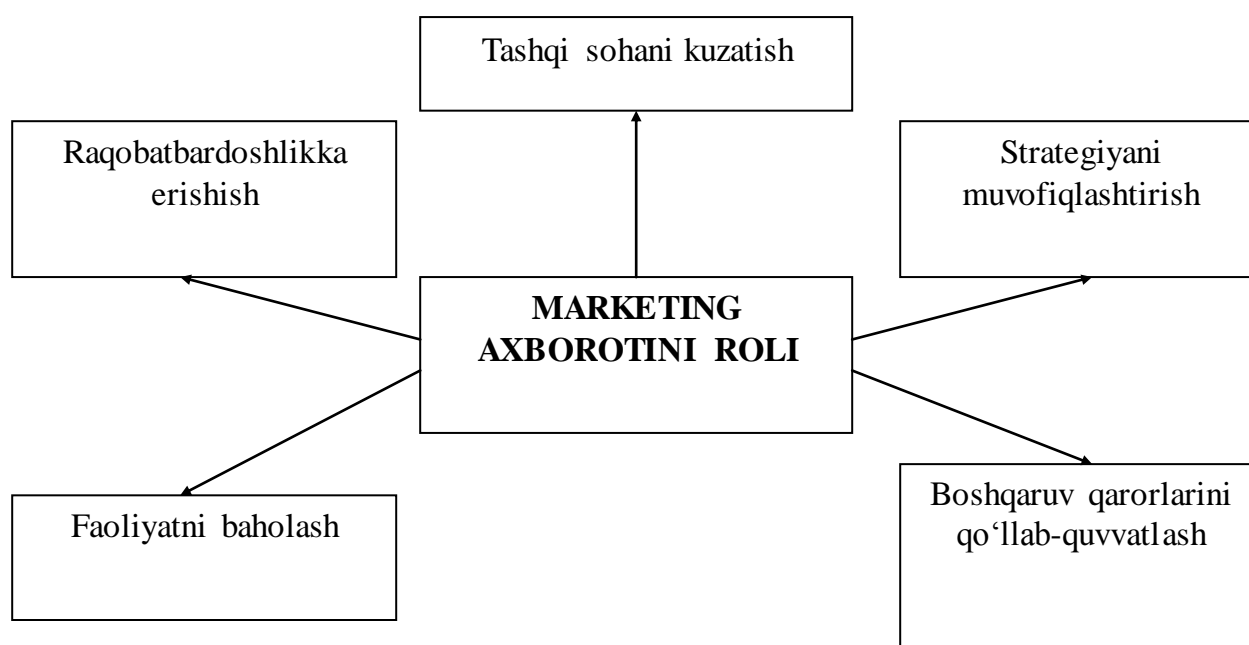 Tashqi sohani kuzatish
Raqobatbardoshlikka
erishish
Strategiyani
muvofiqlashtirish
MARKETING
AXBOROTINI ROLI
Faoliyatni baholash
Boshqaruv qarorlarini
qo‘llab-quvvatlash